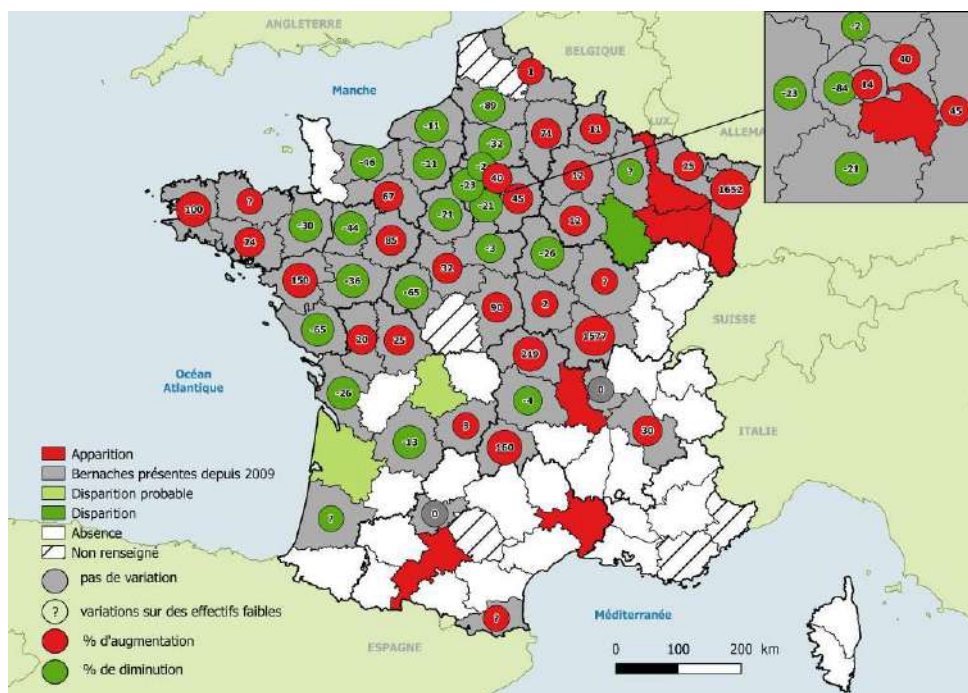 ANGLETERRE
BELGIQUE
Manche
LUX.
ALLEMA
-2
40
-23
-84
14
45
-21
1
-89
-11
-32
71
11
-46
-11
-2
40
-23
-21
45
12
?
25
1652
100
?
67
-21
12
24
-30
-44
85
-3
-26
150
-36
32
-65
90
2
?
-65
20
25
1577
219
SUISSE
Océan
Atlantique
-26
-4
0
30
ITALIE
-13
3
160
?
0
?
Apparition
Bernaches présentes depuis 2009
Disparition probable
Disparition
Absence
Non renseigné
pas de variation
? variations sur des effectifs faibles
% d'augmentation
% de diminution
Méditerranée
ESPAGNE
0 100 200 km